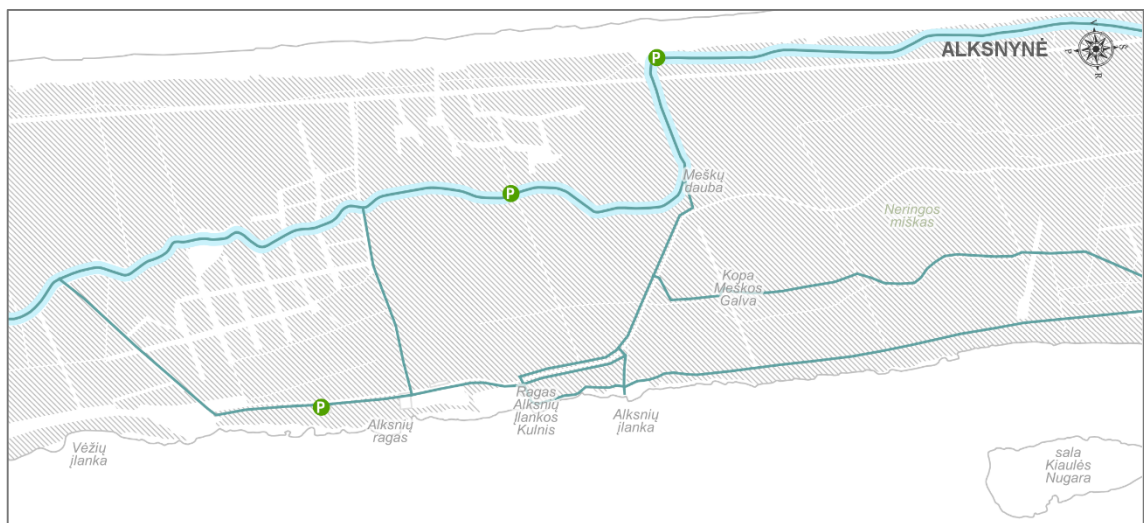 P
ALKSNYNĖ
V
Š
P
R
Meškų
dauba
P
Neringos
miškas
Kopa
Meškos
Galva
P
Ragas
Alksnių
Įlankos
Kulnis
Alksnių
ragas
Alksnių
įlanka
Vėžių
įlanka
sala
Kiaulės
Nugara